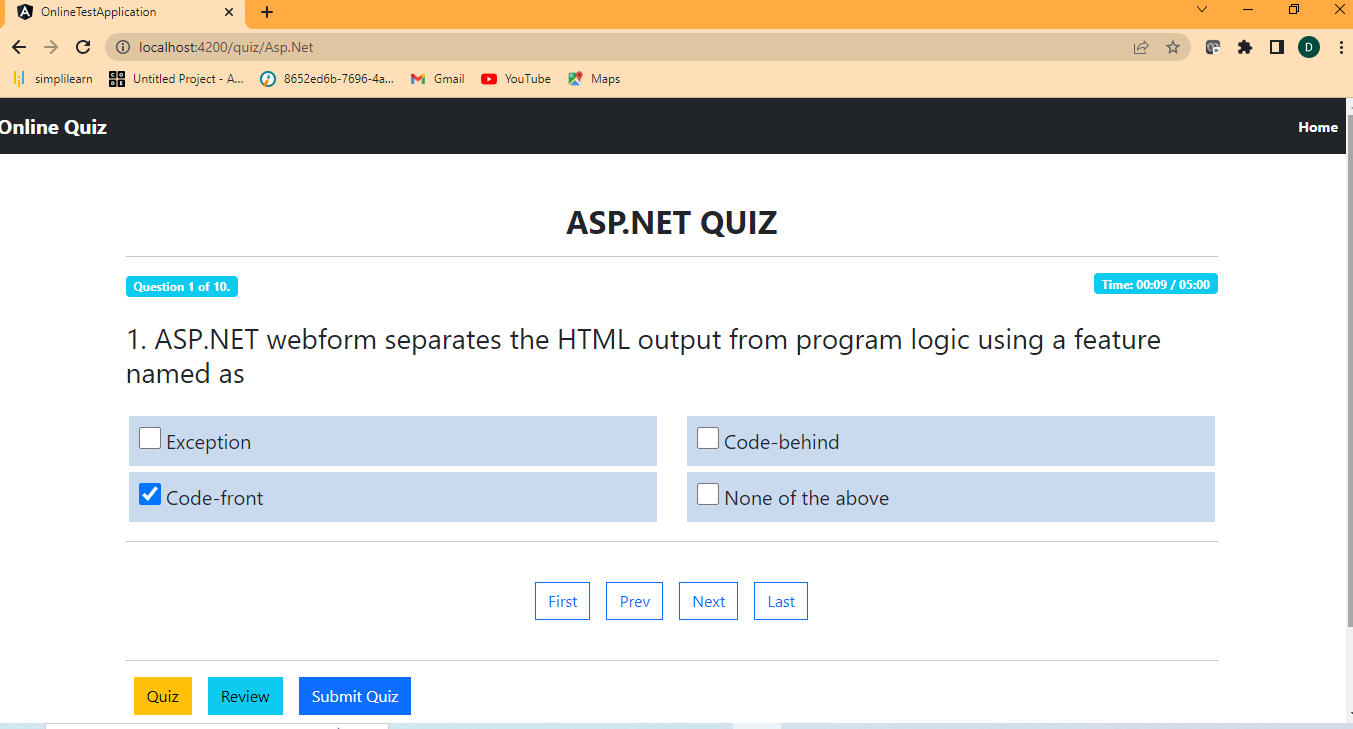 OnlineTestApplication
localhost:4200/quiz/Asp.Net
D
simplilearn
CODE
Untitled Project - A...
8652ed6b-7696-4a...
Gmail
YouTube
Maps
Online Quiz
Home
ASP.NET QUIZ
Question 1 of 10.
Time: 00:09 / 05:00
1. ASP.NET webform separates the HTML output from program logic using a feature
named as
Exception
Code-behind
Code-front
None of the above
First
Prev
Next
Last
Quiz
Review
Submit Quiz